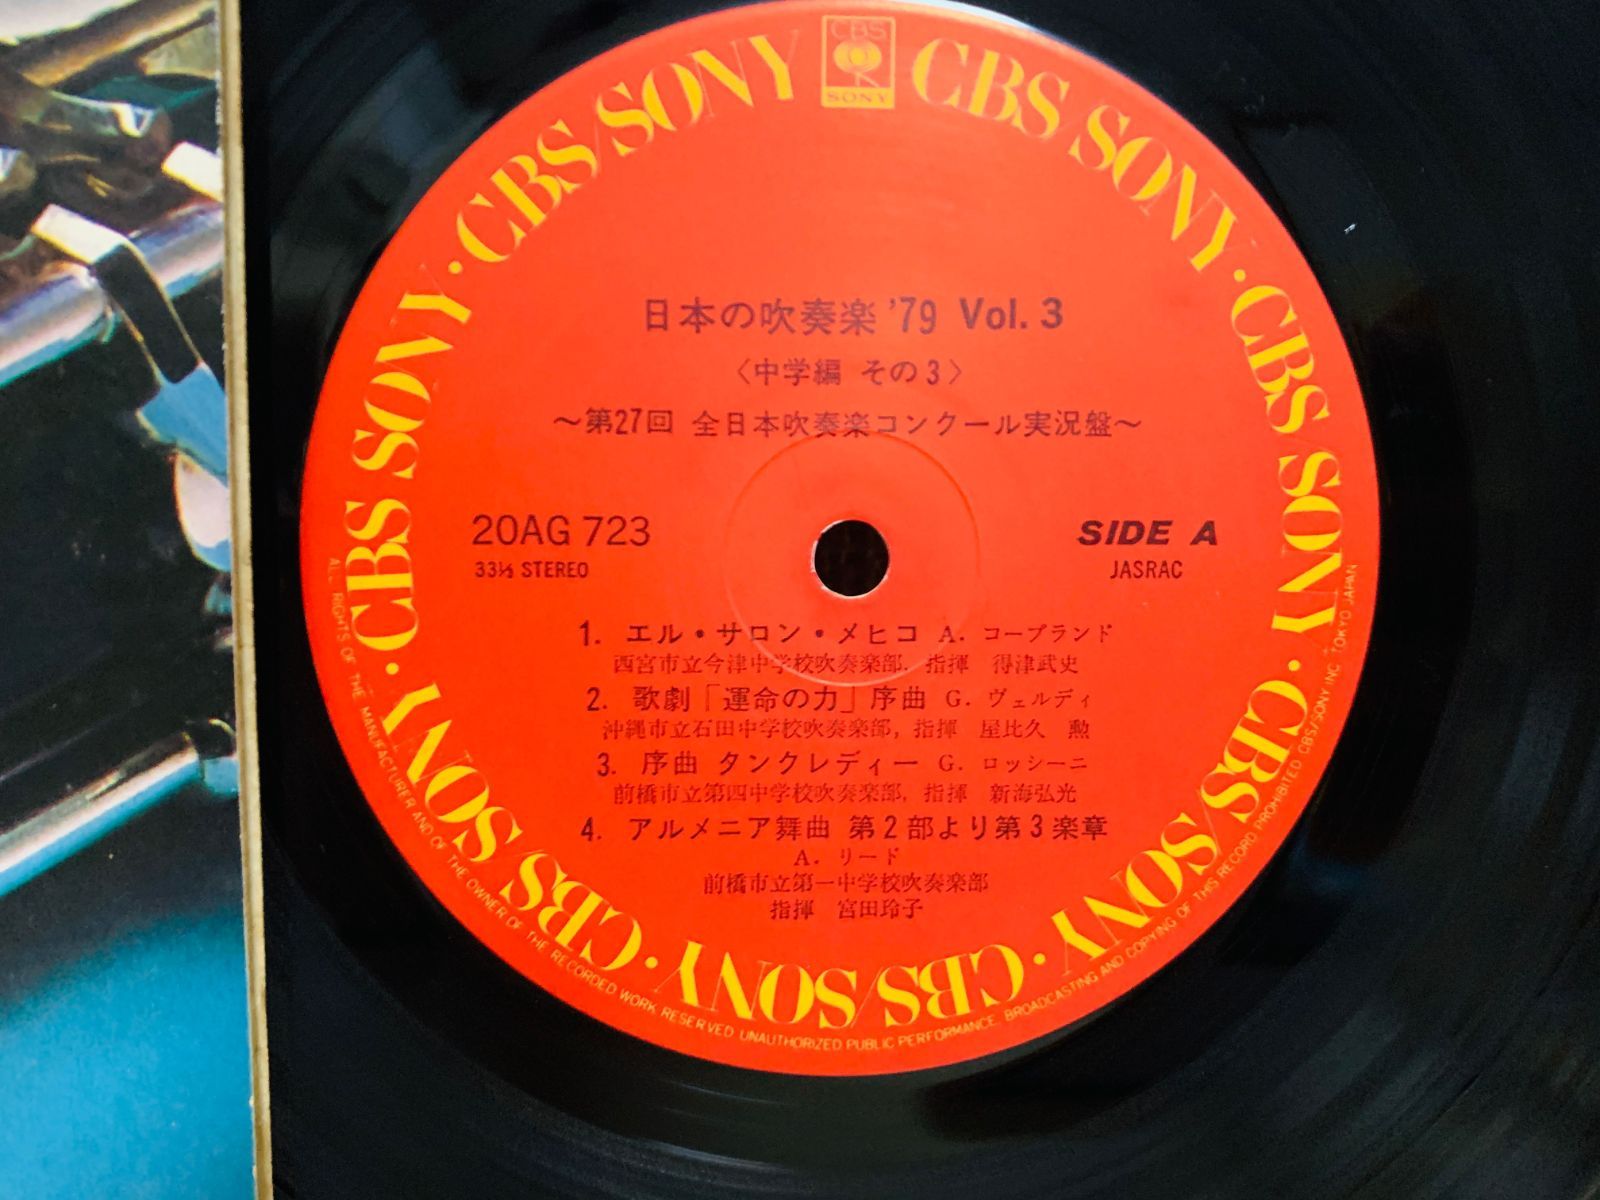 CBS
SONY
CBS SONY · CBS/SONY · CBS SONY · CBS/SONY · CBS/SONY · CBS/SONY · CBS SONY · CBS/SONY
日本の吹奏楽 '79 Vol. 3
〈中学編 その3〉
～第27回 全日本吹奏楽コンクール実況盤～
20AG 723
SIDE A
33⅓ STEREO
JASRAC
1. エル・サロン・メヒコ A. コープランド
西宮市立今津中学校吹奏楽部. 指揮 得津武史
2. 歌劇「運命の力」序曲 G. ヴェルディ
沖縄市立石田中学校吹奏楽部, 指揮 屋比久 勲
3. 序曲 タンクレディー G. ロッシーニ
前橋市立第四中学校吹奏楽部, 指揮 新海弘光
4. アルメニア舞曲 第2部より第3楽章
A. リード
前橋市立第一中学校吹奏楽部
指揮 宮田玲子
ALL RIGHTS OF THE MANUFACTURER AND OF THE OWNER OF THE RECORDED WORK RESERVED UNAUTHORIZED PUBLIC PERFORMANCE, BROADCASTING AND COPYING OF THIS RECORD PROHIBITED CBS/SONY INC. TOKYO JAPAN